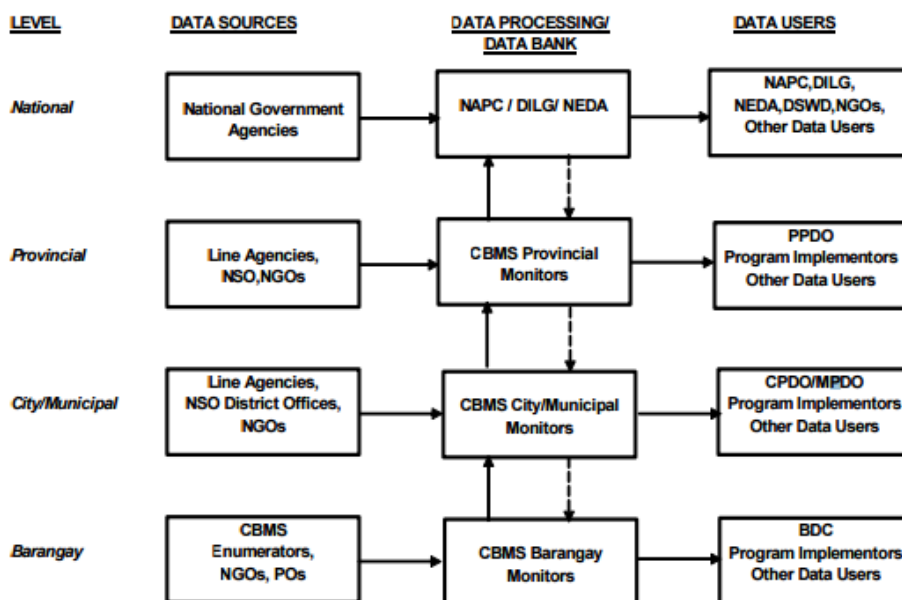 LEVEL
DATA SOURCES
DATA PROCESSING/
DATA BANK
DATA USERS
National
National Government
Agencies
NAPC / DILG/ NEDA
NAPC,DILG,
NEDA,DSWD,NGOs,
Other Data Users
Provincial
Line Agencies,
NSO,NGOs
CBMS Provincial
Monitors
PPDO
Program Implementors
Other Data Users
City/Municipal
Line Agencies,
NSO District Offices,
NGOs
CBMS City/Municipal
Monitors
CPDO/MPDO
Program Implementors
Other Data Users
Barangay
CBMS
Enumerators,
NGOs, POs
CBMS Barangay
Monitors
BDC
Program Implementors
Other Data Users